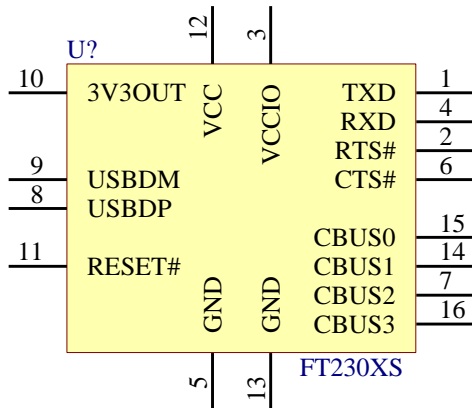 12 3
U?
10 3V3OUT VCC VCCIO TXD 1
RXD 4
RTS# 2
9 USBDM CTS# 6
8 USBDP
CBUS0 15
11 RESET# CBUS1 14
GND GND CBUS2 7
CBUS3 16
5 13 FT230XS